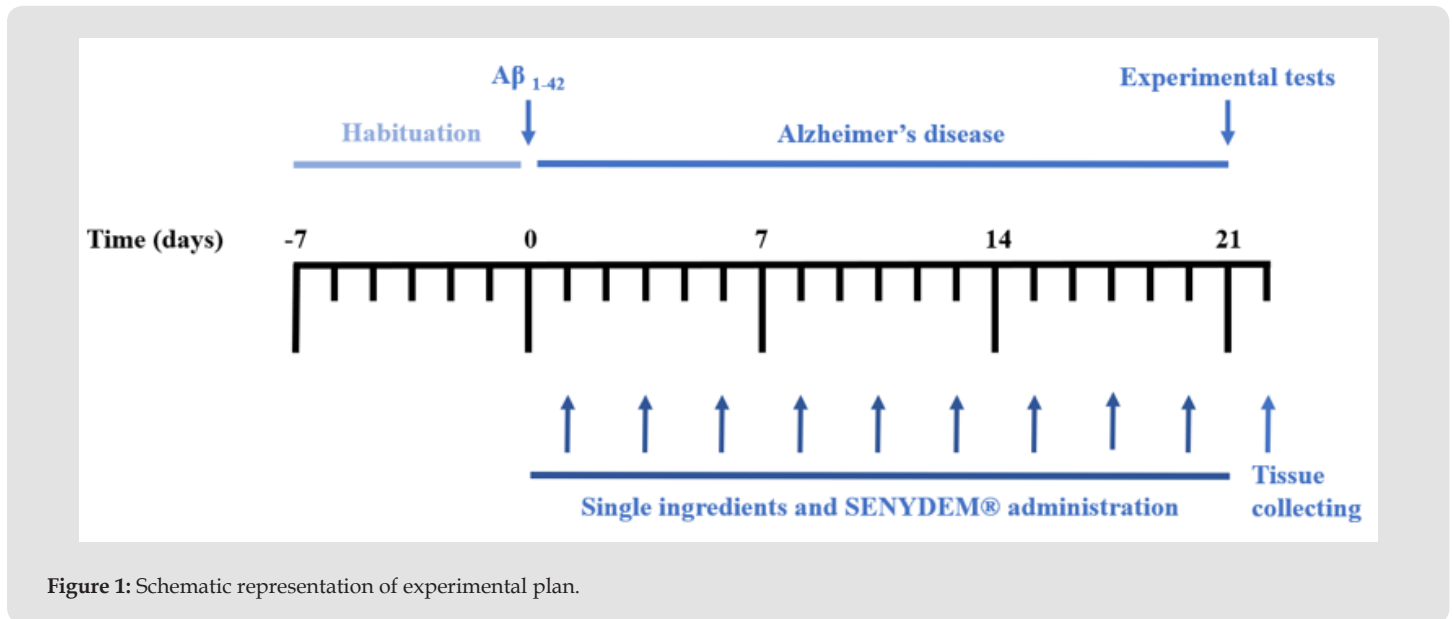 Aβ 1-42
Experimental tests
Habituation
Alzheimer's disease
Time (days)
-7 0 7 14 21
Single ingredients and SENYDEM® administration
Tissue
collecting
Figure 1: Schematic representation of experimental plan.